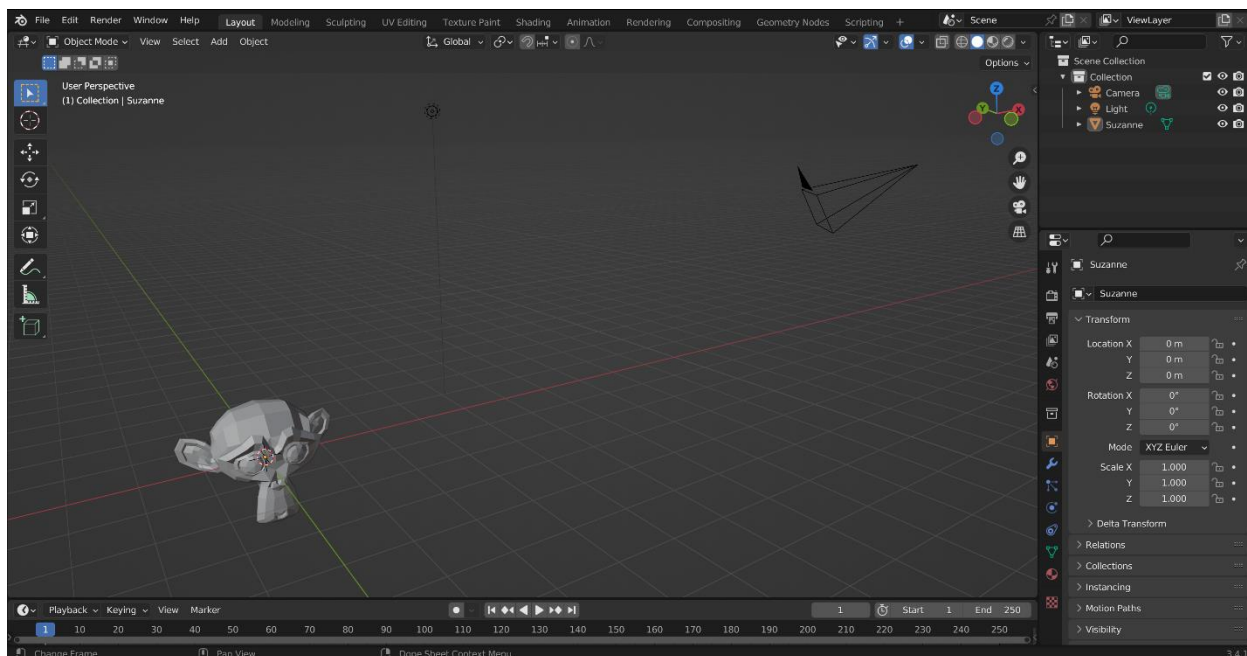 File Edit Render Window Help Layout Modeling Sculpting UV Editing Texture Paint Shading Animation Rendering Compositing Geometry Nodes Scripting + Scene ViewLayer
Object Mode View Select Add Object Global
Options
User Perspective
(1) Collection | Suzanne
Z
Y
X
Scene Collection
Collection
Camera
Light
Suzanne
Suzanne
Suzanne
Transform
Location X 0 m
Y 0 m
Z 0 m
Rotation X 0°
Y 0°
Z 0°
Mode XYZ Euler
Scale X 1.000
Y 1.000
Z 1.000
Delta Transform
Relations
Collections
Instancing
Motion Paths
Visibility
Playback Keying View Marker 1 Start 1 End 250
1 10 20 30 40 50 60 70 80 90 100 110 120 130 140 150 160 170 180 190 200 210 220 230 240 250
Change Frame Pan View Dope Sheet Context Menu 3.4.1